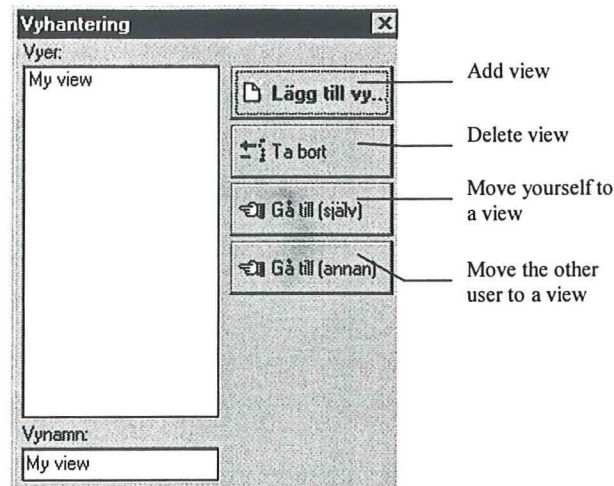 Vyhantering
Vyer:
My view
Lägg till vy...
Ta bort
Gå till (själv)
Gå till (annan)
Vynamn:
My view
Add view
Delete view
Move yourself to
a view
Move the other
user to a view